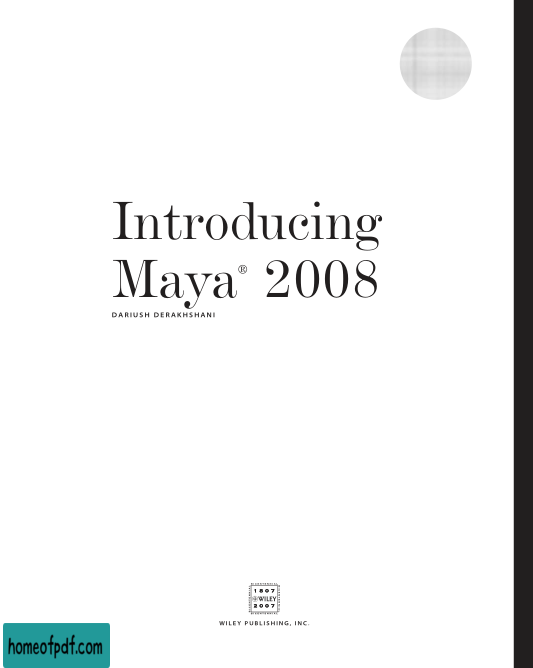 Introducing
Maya® 2008
DARIUSH DERAKHSHANI
1807
WILEY
2007
WILEY PUBLISHING, INC.
homeofpdf.com